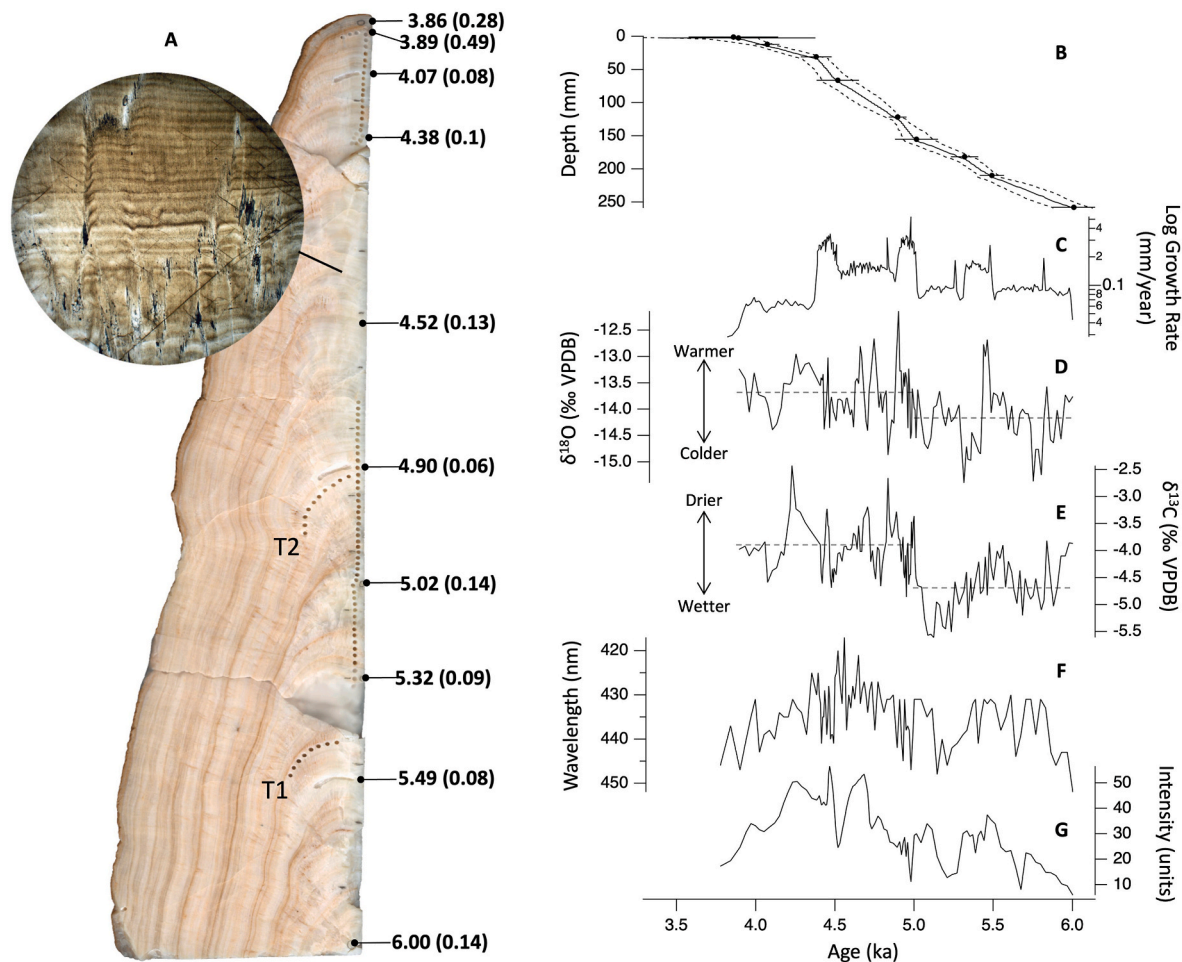 A
3.86 (0.28)
3.89 (0.49)
4.07 (0.08)
4.38 (0.1)
4.52 (0.13)
4.90 (0.06)
T2
5.02 (0.14)
5.32 (0.09)
T1
5.49 (0.08)
6.00 (0.14)
B
Depth (mm)
0
50
100
150
200
250
C
Log Growth Rate
(mm/year)
4
2
0.1
8
6
4
D
δ18O (‰ VPDB)
-12.5
-13.0
-13.5
-14.0
-14.5
-15.0
Warmer
Colder
E
Drier
Wetter
δ13C (‰ VPDB)
-2.5
-3.0
-3.5
-4.0
-4.5
-5.0
-5.5
F
Wavelength (nm)
420
430
440
450
G
Intensity (units)
50
40
30
20
10
3.5 4.0 4.5 5.0 5.5 6.0
Age (ka)